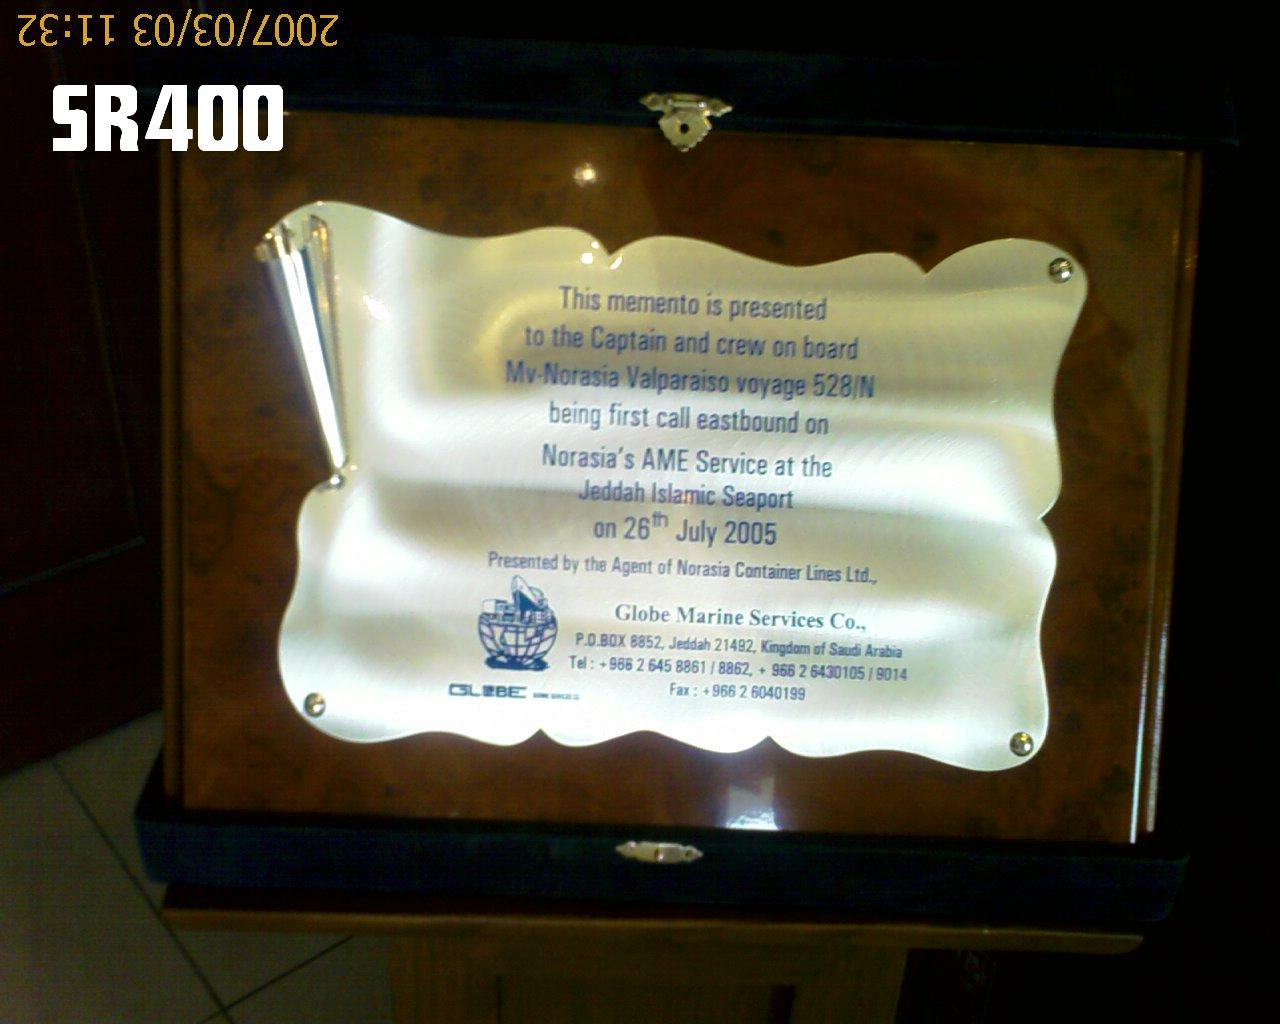 2007/03/03 11:32
SR400
This memento is presented
to the Captain and crew on board
Mv-Norasia Valparaiso voyage 528/N
being first call eastbound on
Norasia's AME Service at the
Jeddah Islamic Seaport
on 26th July 2005
Presented by the Agent of Norasia Container Lines Ltd.,
Globe Marine Services Co.,
P.O.BOX 8852, Jeddah 21492, Kingdom of Saudi Arabia
Tel : +966 2 645 8861 / 8862, + 966 2 6430105 / 9014
Fax : +966 2 6040199
GLOBE